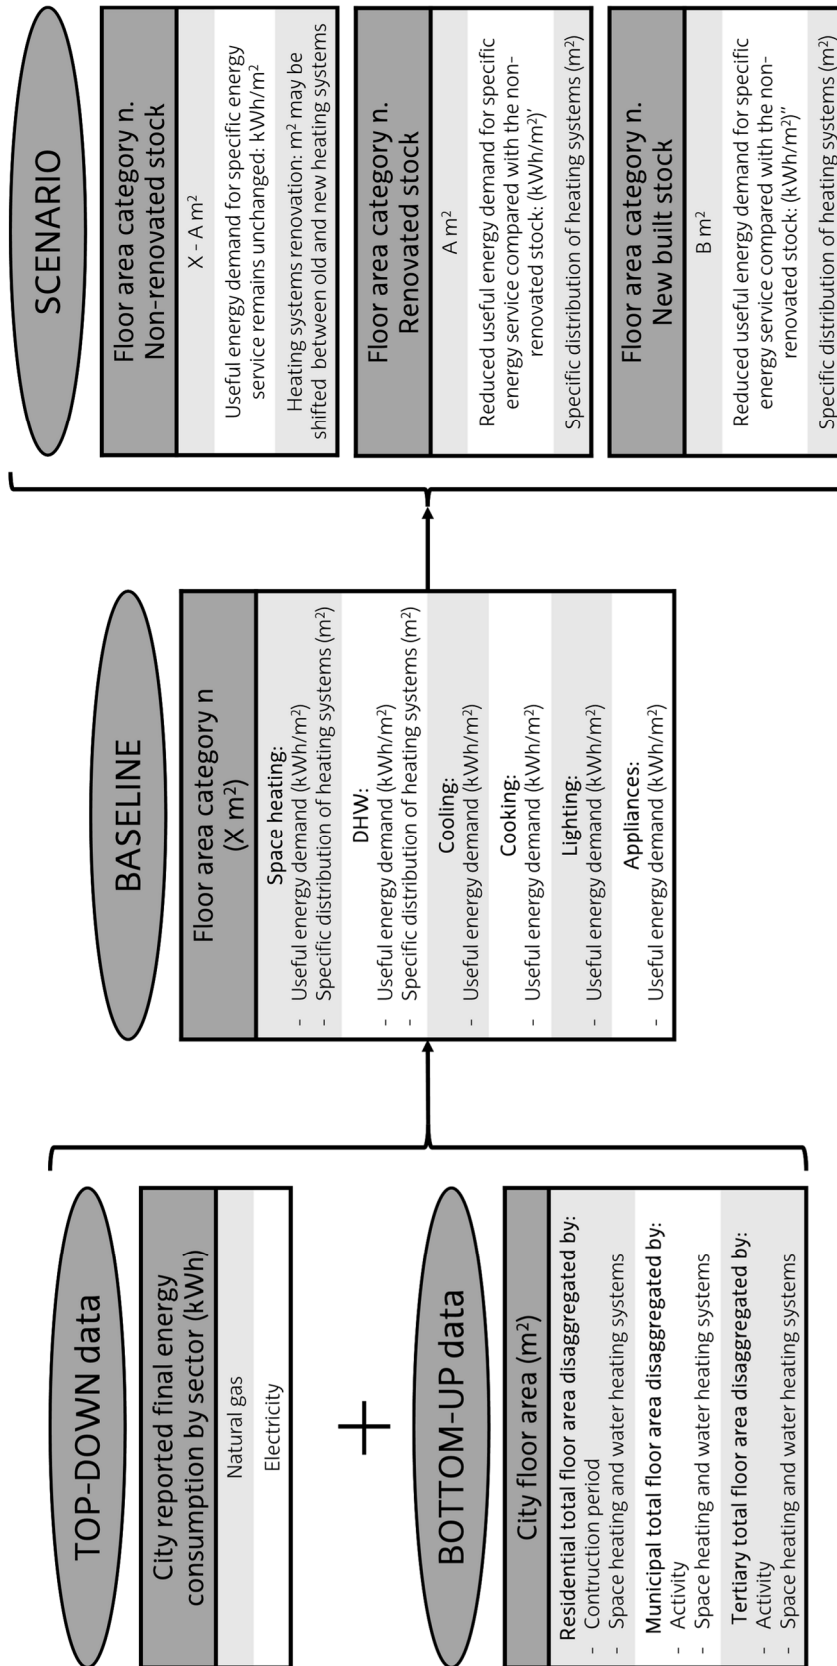 TOP-DOWN data
City reported final energy
consumption by sector (kWh)
Natural gas
Electricity
+
BOTTOM-UP data
City floor area (m²)
Residential total floor area disaggregated by:
- Contruction period
- Space heating and water heating systems
Municipal total floor area disaggregated by:
- Activity
- Space heating and water heating systems
Tertiary total floor area disaggregated by:
- Activity
- Space heating and water heating systems
BASELINE
Floor area category n
(X m²)
Space heating:
- Useful energy demand (kWh/m²)
- Specific distribution of heating systems (m²)
DHW:
- Useful energy demand (kWh/m²)
- Specific distribution of heating systems (m²)
Cooling:
- Useful energy demand (kWh/m²)
Cooking:
- Useful energy demand (kWh/m²)
Lighting:
- Useful energy demand (kWh/m²)
Appliances:
- Useful energy demand (kWh/m²)
SCENARIO
Floor area category n.
Non-renovated stock
X - A m²
Useful energy demand for specific energy
service remains unchanged: kWh/m²
Heating systems renovation: m² may be
shifted between old and new heating systems
Floor area category n.
Renovated stock
A m²
Reduced useful energy demand for specific
energy service compared with the non-
renovated stock: (kWh/m²)'
Specific distribution of heating systems (m²)
Floor area category n.
New built stock
B m²
Reduced useful energy demand for specific
energy service compared with the non-
renovated stock: (kWh/m²)''
Specific distribution of heating systems (m²)